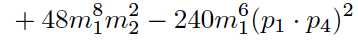 + 48m_1^8 m_2^2 − 240m_1^6 (p_1 · p_4)^2